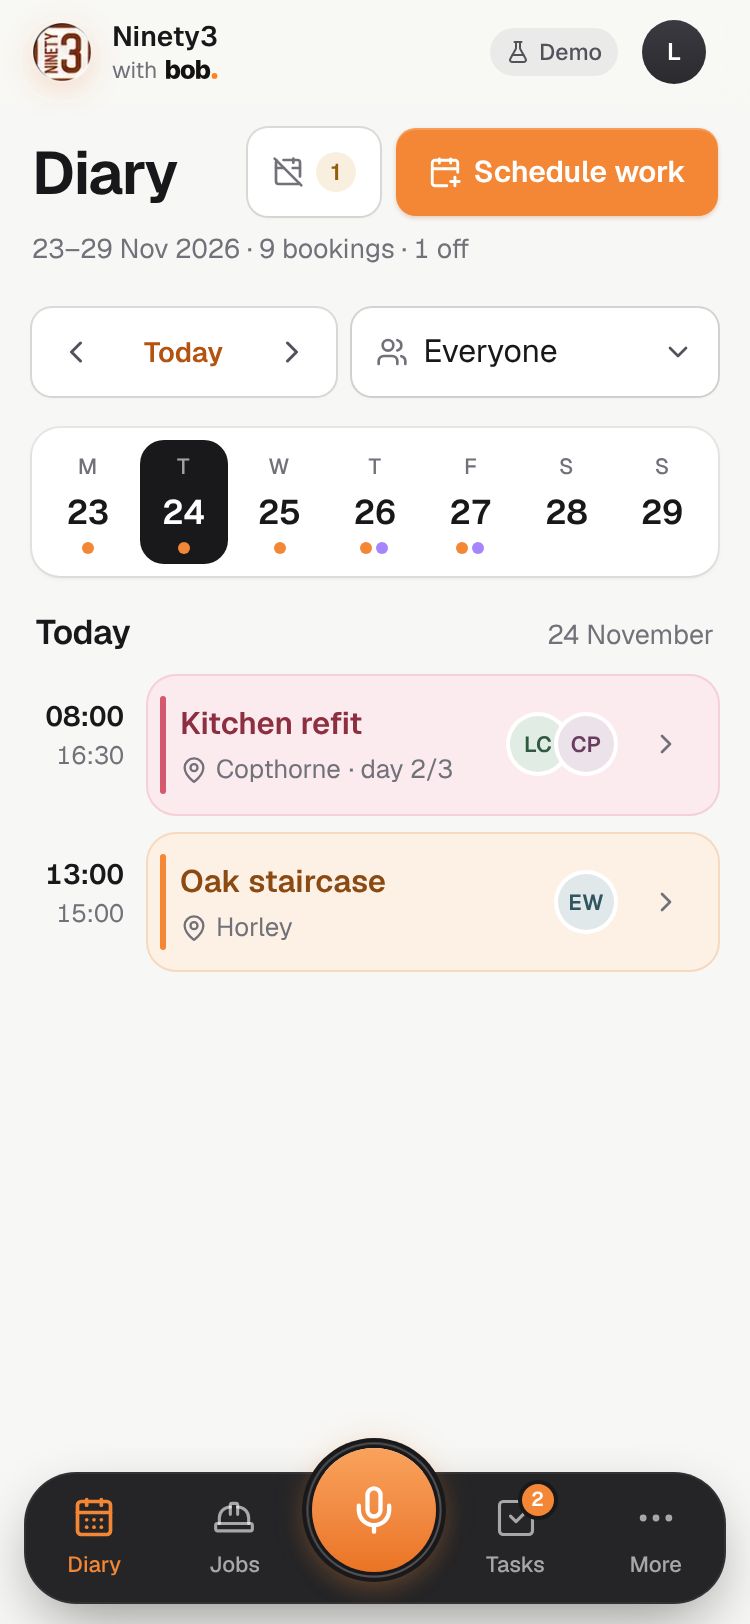 NINETY 3
Ninety3
with bob.
Demo
L
Diary
1
Schedule work
23–29 Nov 2026 · 9 bookings · 1 off
Today
Everyone
M T W T F S S
23 24 25 26 27 28 29
Today
24 November
08:00
16:30
Kitchen refit
Copthorne · day 2/3
LC
CP
13:00
15:00
Oak staircase
Horley
EW
2
Diary
Jobs
Tasks
More